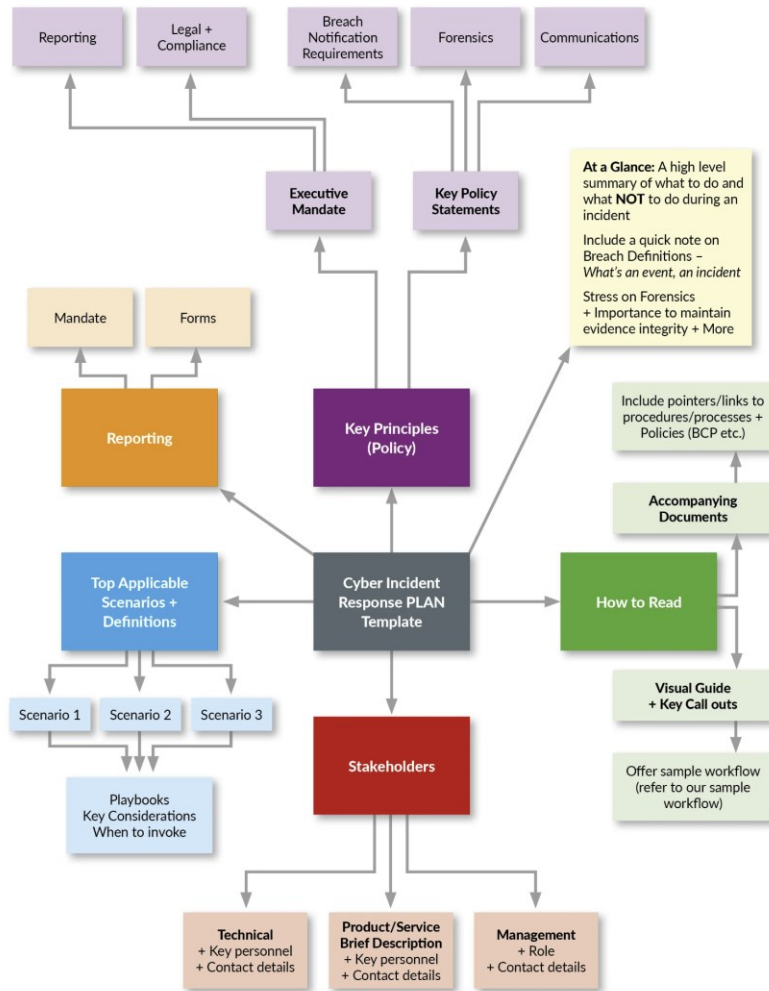 Reporting
Legal +
Compliance
Breach
Notification
Requirements
Forensics
Communications
Executive
Mandate
Key Policy
Statements
At a Glance: A high level
summary of what to do and
what NOT to do during an
incident
Include a quick note on
Breach Definitions –
What's an event, an incident
Stress on Forensics
+ Importance to maintain
evidence integrity + More
Mandate
Forms
Reporting
Key Principles
(Policy)
Include pointers/links to
procedures/processes +
Policies (BCP etc.)
Accompanying
Documents
Top Applicable
Scenarios +
Definitions
Cyber Incident
Response PLAN
Template
How to Read
Scenario 1
Scenario 2
Scenario 3
Visual Guide
+ Key Call outs
Playbooks
Key Considerations
When to invoke
Stakeholders
Offer sample workflow
(refer to our sample
workflow)
Technical
+ Key personnel
+ Contact details
Product/Service
Brief Description
+ Key personnel
+ Contact details
Management
+ Role
+ Contact details